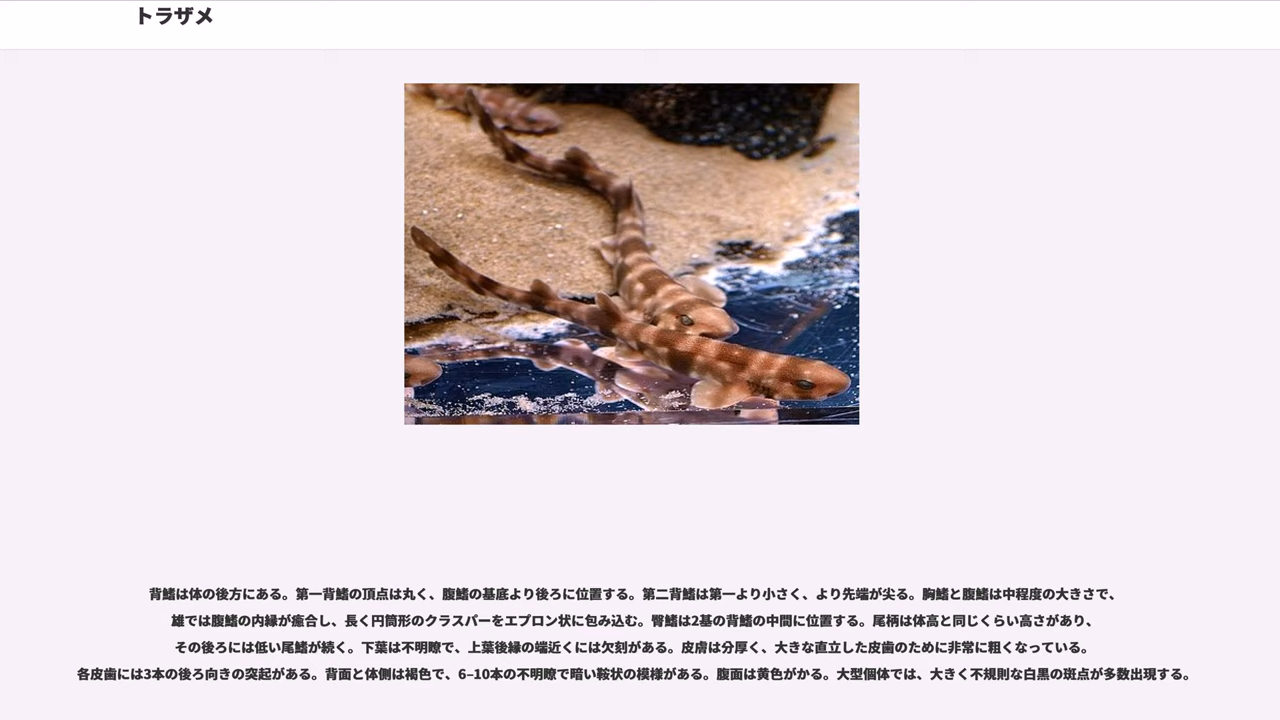 トラザメ
背鰭は体の後方にある。第一背鰭の頂点は丸く、腹鰭の基底より後ろに位置する。第二背鰭は第一より小さく、より先端が尖る。胸鰭と腹鰭は中程度の大きさで、
雄では腹鰭の内縁が癒合し、長く円筒形のクラスパーをエプロン状に包み込む。臀鰭は2基の背鰭の中間に位置する。尾柄は体高と同じくらい高さがあり、
その後ろには低い尾鰭が続く。下葉は不明瞭で、上葉後縁の端近くには欠刻がある。皮膚は分厚く、大きな直立した皮歯のために非常に粗くなっている。
各皮歯には3本の後ろ向きの突起がある。背面と体側は褐色で、6–10本の不明瞭で暗い鞍状の模様がある。腹面は黄色がかる。大型個体では、大きく不規則な白黒の斑点が多数出現する。